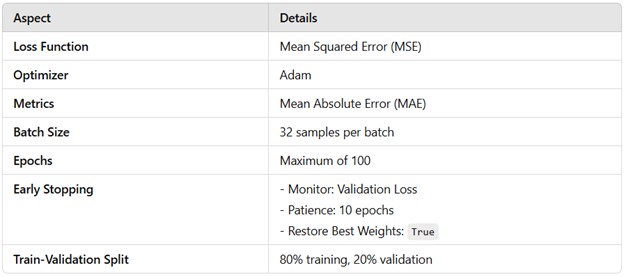 Aspect Details
Loss Function Mean Squared Error (MSE)
Optimizer Adam
Metrics Mean Absolute Error (MAE)
Batch Size 32 samples per batch
Epochs Maximum of 100
Early Stopping - Monitor: Validation Loss
- Patience: 10 epochs
- Restore Best Weights: True
Train-Validation Split 80% training, 20% validation